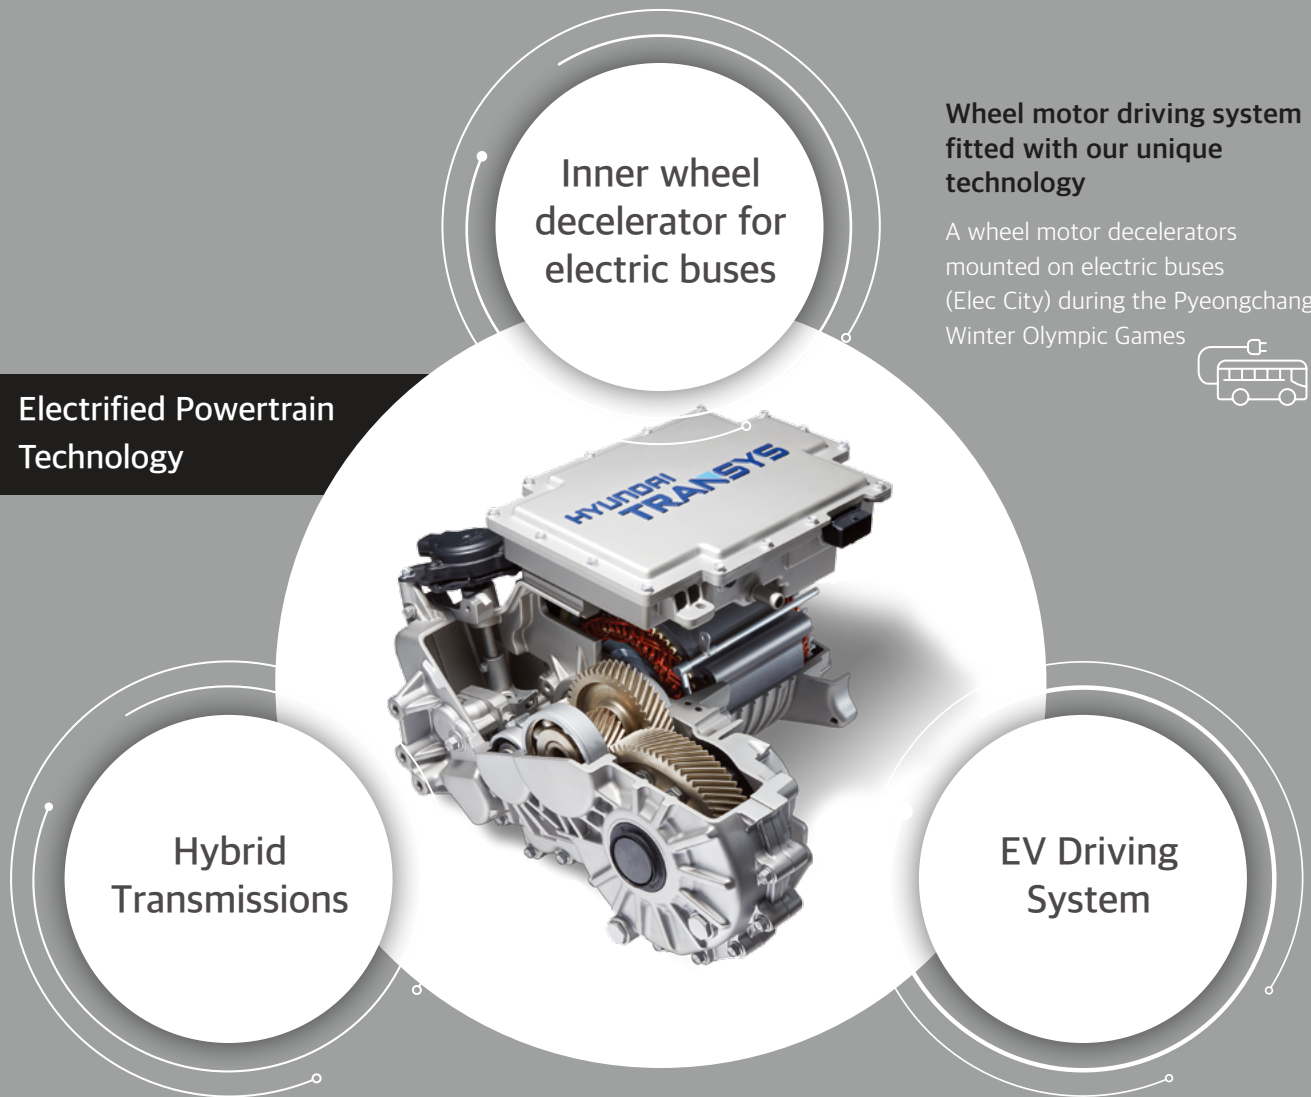 Inner wheel
decelerator for
electric buses
Wheel motor driving system
fitted with our unique
technology
A wheel motor decelerators
mounted on electric buses
(Elec City) during the Pyeongchang
Winter Olympic Games
Electrified Powertrain
Technology
HYUNDAI
TRANSYS
Hybrid
Transmissions
EV Driving
System